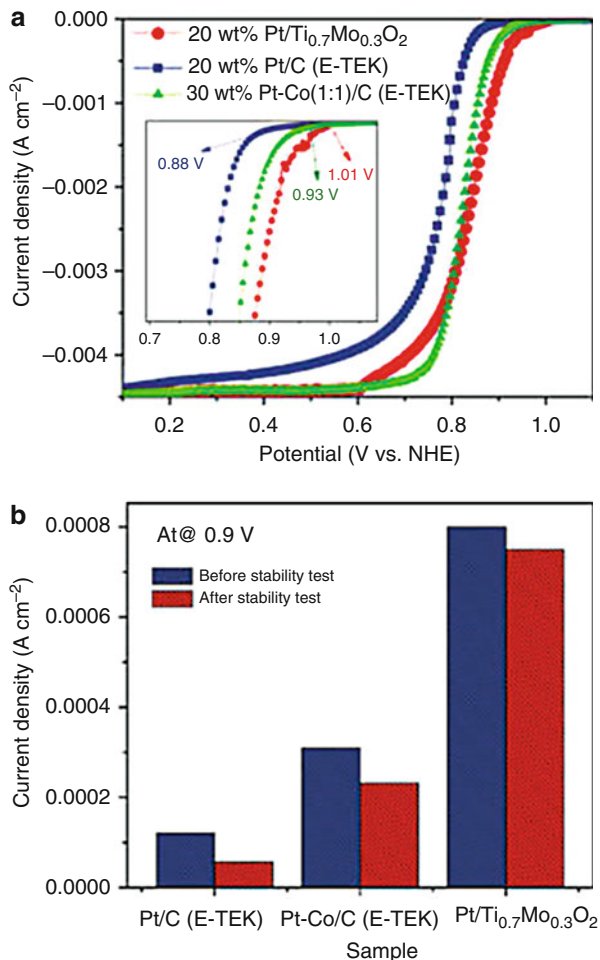 a
20 wt% Pt/Ti0.7Mo0.3O2
20 wt% Pt/C (E-TEK)
30 wt% Pt-Co(1:1)/C (E-TEK)
0.000
−0.001
−0.002
−0.003
−0.004
Current density (A cm−2)
0.88 V
1.01 V
0.93 V
0.7 0.8 0.9 1.0
0.2 0.4 0.6 0.8 1.0
Potential (V vs. NHE)
b
At@ 0.9 V
Before stability test
After stability test
0.0008
0.0006
0.0004
0.0002
0.0000
Current density (A cm−2)
Pt/C (E-TEK) Pt-Co/C (E-TEK) Pt/Ti0.7Mo0.3O2
Sample